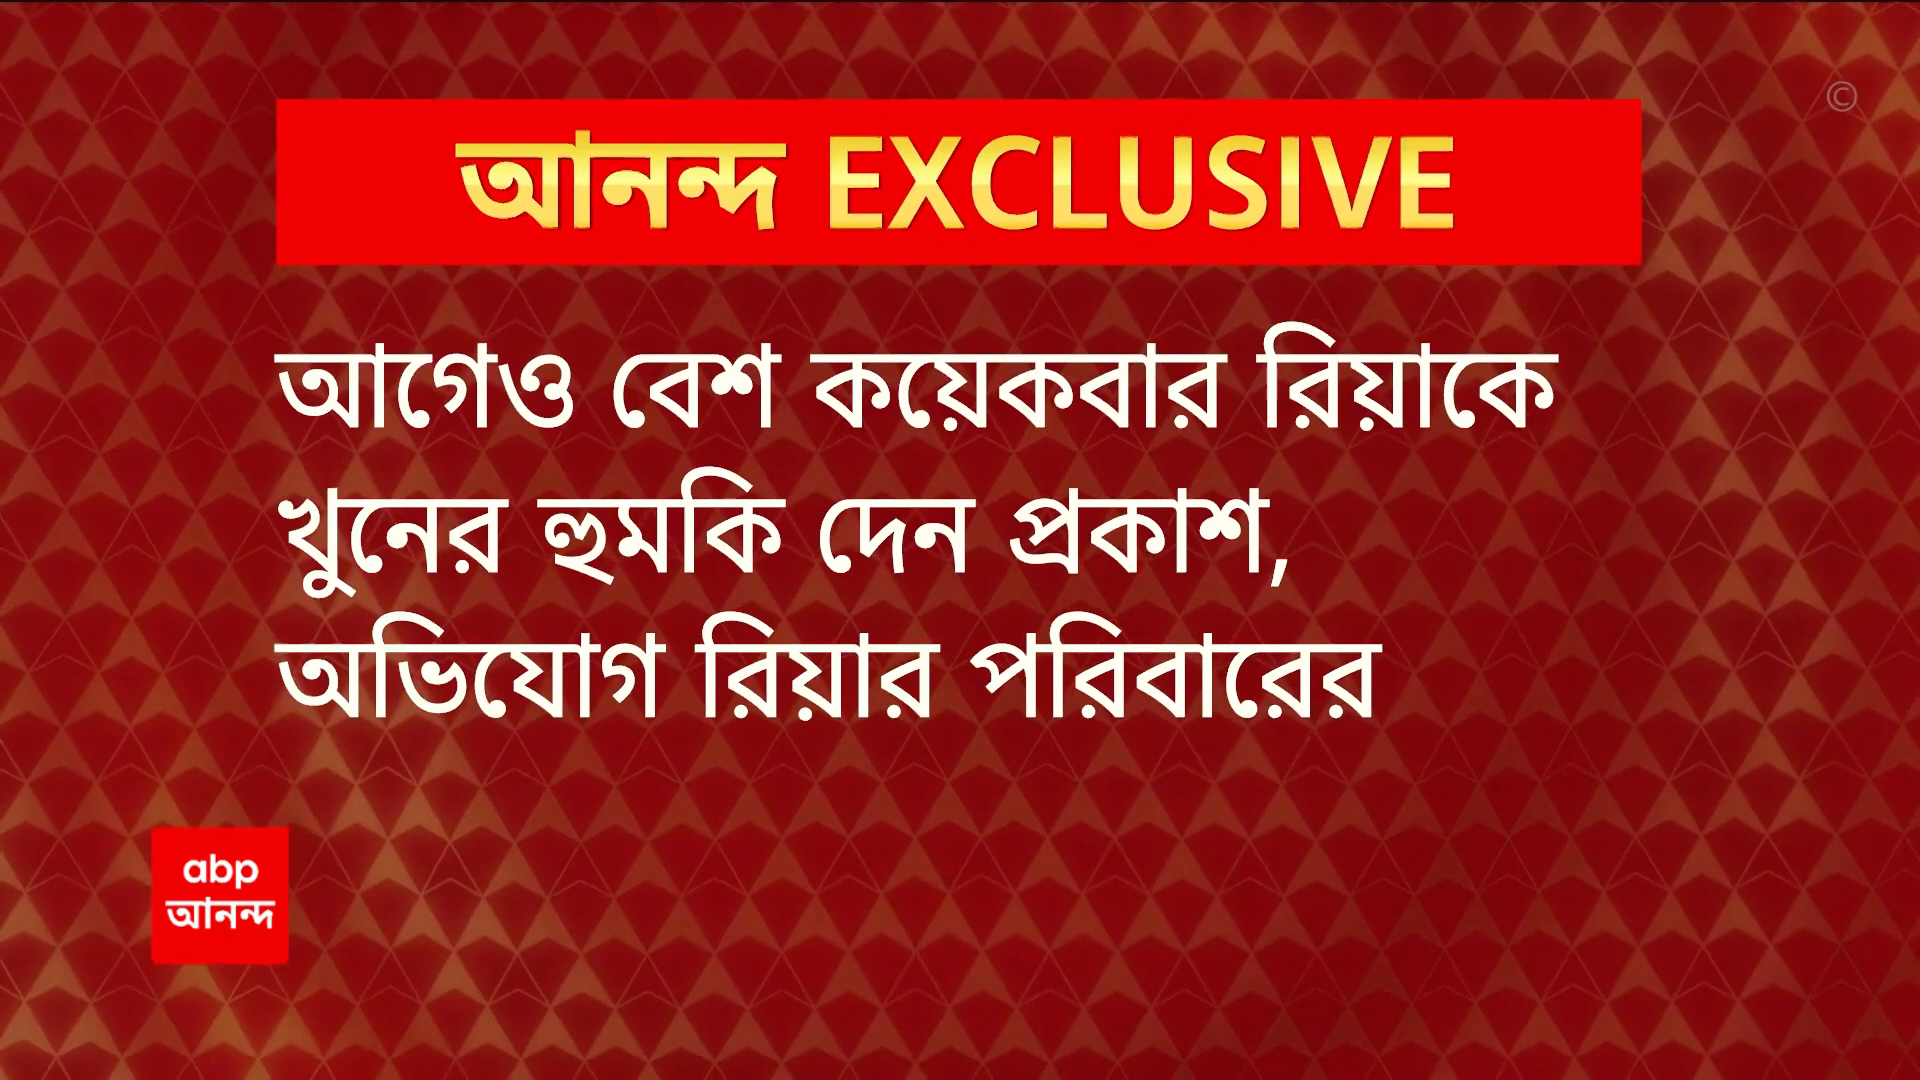 ©
আনন্দ EXCLUSIVE
আগেও বেশ কয়েকবার রিয়াকে
খুনের হুমকি দেন প্রকাশ,
অভিযোগ রিয়ার পরিবারের
abp
আনন্দ